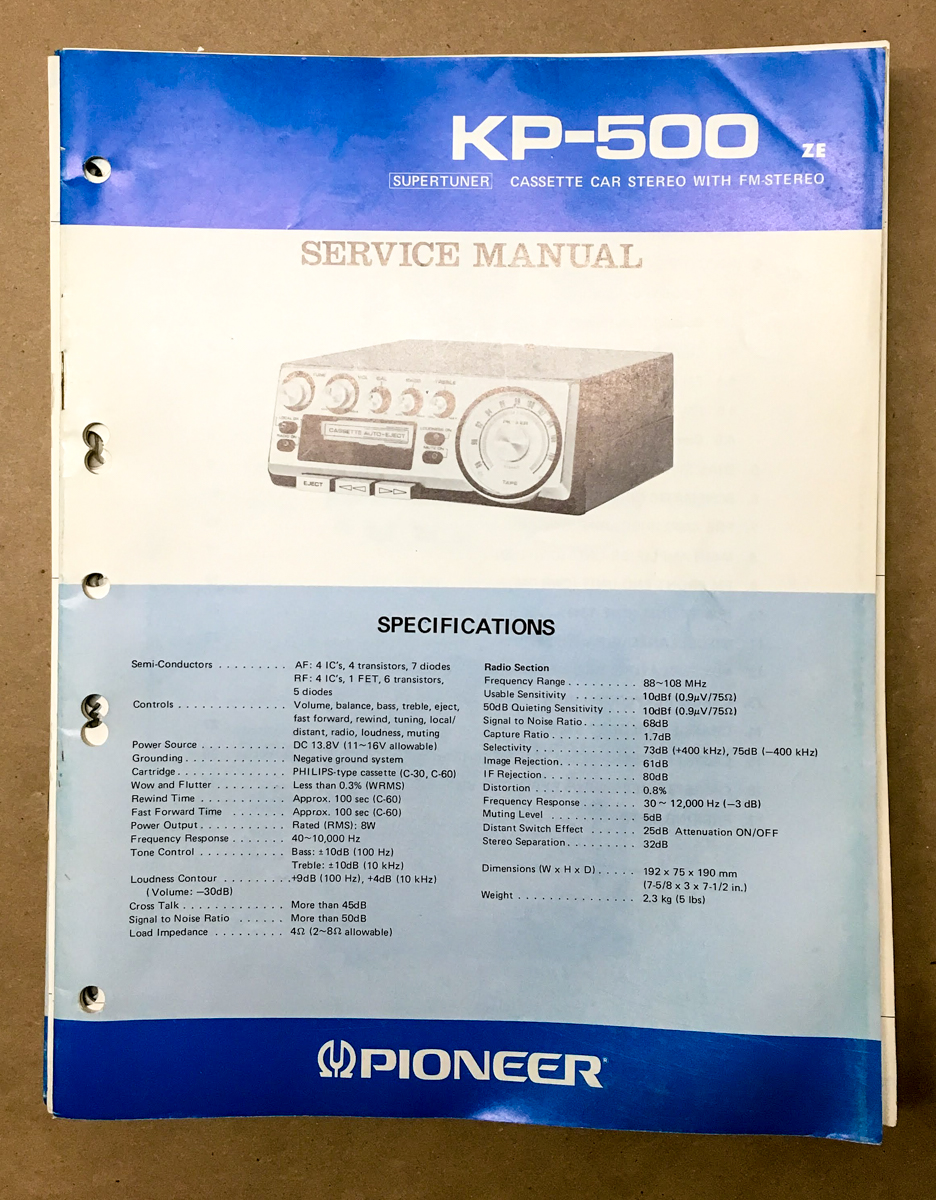 KP-500 ZE
SUPERTUNER CASSETTE CAR STEREO WITH FM-STEREO
SERVICE MANUAL
CASSETTE AUTO-EJECT
EJECT
TAPE
SPECIFICATIONS
Semi-Conductors . . . . . . . . . AF: 4 IC's, 4 transistors, 7 diodes
RF: 4 IC's, 1 FET, 6 transistors,
5 diodes
Controls . . . . . . . . . . . . . . Volume, balance, bass, treble, eject,
fast forward, rewind, tuning, local/
distant, radio, loudness, muting
Power Source . . . . . . . . . . . DC 13.8V (11~16V allowable)
Grounding . . . . . . . . . . . . . Negative ground system
Cartridge . . . . . . . . . . . . . . PHILIPS-type cassette (C-30, C-60)
Wow and Flutter . . . . . . . . . Less than 0.3% (WRMS)
Rewind Time . . . . . . . . . . . Approx. 100 sec (C-60)
Fast Forward Time . . . . . . . . Approx. 100 sec (C-60)
Power Output . . . . . . . . . . . Rated (RMS): 8W
Frequency Response . . . . . . . 40~10,000 Hz
Tone Control . . . . . . . . . . . Bass: ±10dB (100 Hz)
Treble: ±10dB (10 kHz)
Loudness Contour . . . . . . . . . +9dB (100 Hz), +4dB (10 kHz)
(Volume: −30dB)
Cross Talk . . . . . . . . . . . . . More than 45dB
Signal to Noise Ratio . . . . . . More than 50dB
Load Impedance . . . . . . . . . 4Ω (2~8Ω allowable)
Radio Section
Frequency Range . . . . . . . . . 88~108 MHz
Usable Sensitivity . . . . . . . . 10dBf (0.9μV/75Ω)
50dB Quieting Sensitivity . . . . 10dBf (0.9μV/75Ω)
Signal to Noise Ratio . . . . . . . 68dB
Capture Ratio . . . . . . . . . . . 1.7dB
Selectivity . . . . . . . . . . . . . 73dB (+400 kHz), 75dB (−400 kHz)
Image Rejection . . . . . . . . . . 61dB
IF Rejection . . . . . . . . . . . . 80dB
Distortion . . . . . . . . . . . . . 0.8%
Frequency Response . . . . . . . 30 ~ 12,000 Hz (−3 dB)
Muting Level . . . . . . . . . . . 5dB
Distant Switch Effect . . . . . . 25dB Attenuation ON/OFF
Stereo Separation . . . . . . . . . 32dB
Dimensions (W x H x D) . . . . . 192 x 75 x 190 mm
(7-5/8 x 3 x 7-1/2 in.)
Weight . . . . . . . . . . . . . . . 2.3 kg (5 lbs)
PIONEER